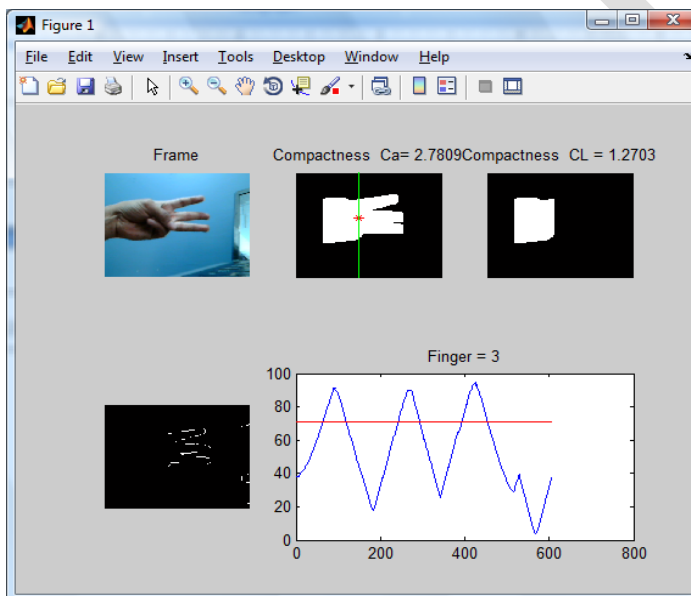 Figure 1
File Edit View Insert Tools Desktop Window Help
Frame
Compactness Ca= 2.7809Compactness CL = 1.2703
Finger = 3
100
80
60
40
20
0
0 200 400 600 800